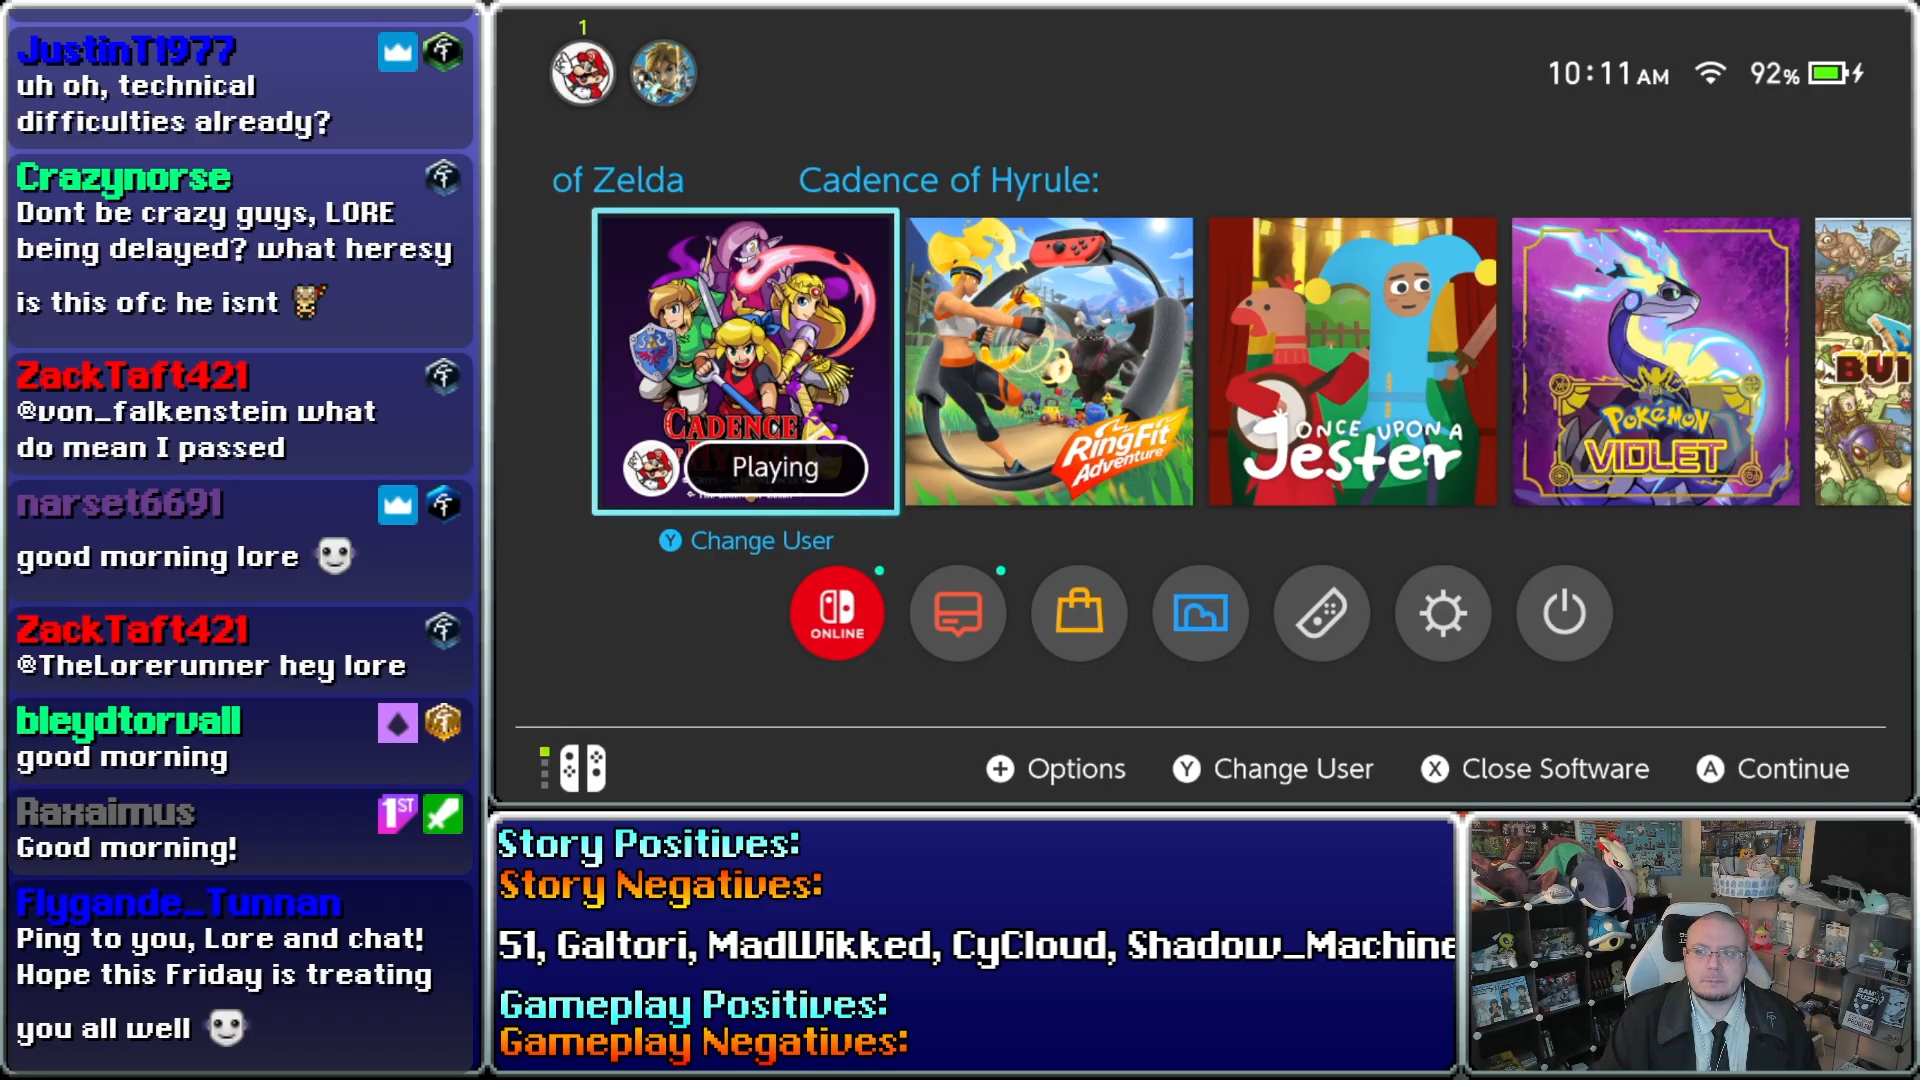 JustinT1977
uh oh, technical
difficulties already?
Crazynorse
Dont be crazy guys, LORE
being delayed? what heresy
is this ofc he isnt
ZackTaft421
@von_falkenstein what
do mean I passed
narset6691
good morning lore
ZackTaft421
@TheLorerunner hey lore
bleydtorvall
good morning
Raxaimus
1ST
Good morning!
Flygande_Tunnan
Ping to you, Lore and chat!
Hope this Friday is treating
you all well
1
10:11 AM
92%
of Zelda Cadence of Hyrule:
CADENCE
Playing
RingFit
Adventure
ONCE UPON A
Jester
POKÉMON
VIOLET
BUI
Y Change User
ONLINE
+ Options
Y Change User
X Close Software
A Continue
Story Positives:
Story Negatives:
51, Galtori, MadWikked, CyCloud, Shadow_Machine
Gameplay Positives:
Gameplay Negatives: